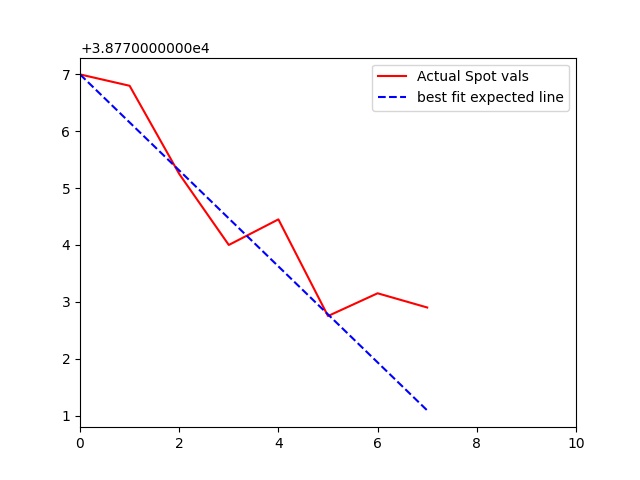 +3.8770000000e4
Actual Spot vals
best fit expected line
7
6
5
4
3
2
1
0 2 4 6 8 10